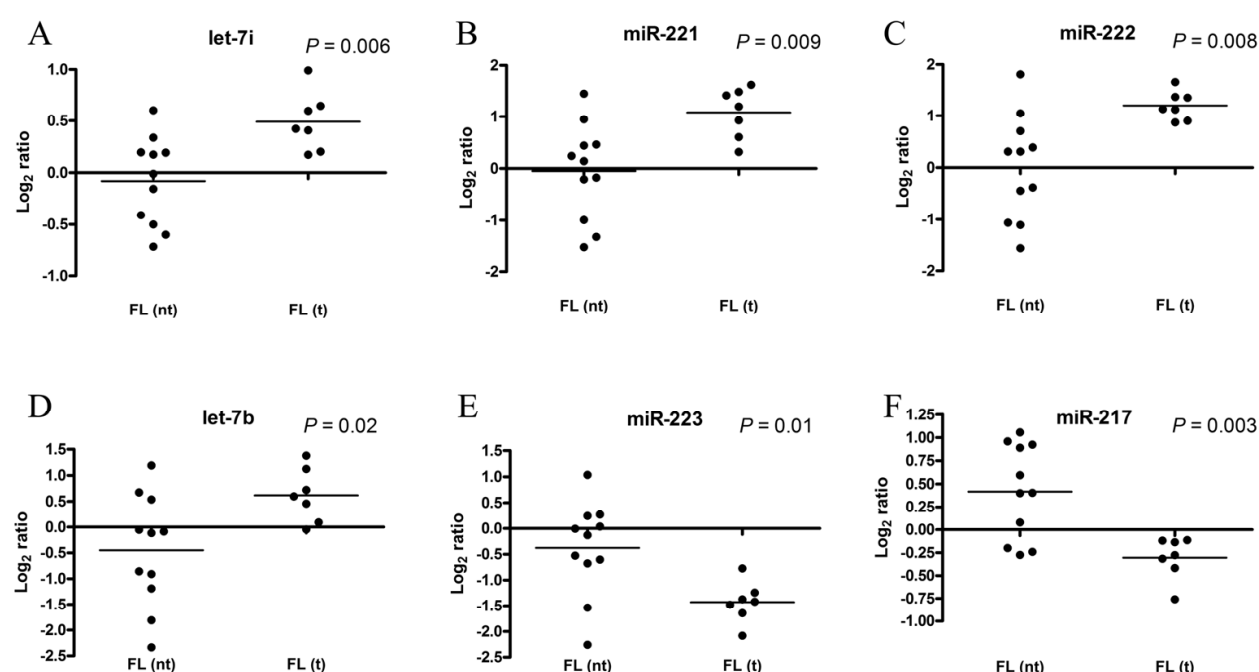 A
let-7i
P = 0.006
Log2 ratio
1.0
0.5
0.0
-0.5
-1.0
FL (nt)
FL (t)
B
miR-221
P = 0.009
Log2 ratio
2
1
0
-1
-2
FL (nt)
FL (t)
C
miR-222
P = 0.008
Log2 ratio
2
1
0
-1
-2
FL (nt)
FL (t)
D
let-7b
P = 0.02
Log2 ratio
1.5
1.0
0.5
0.0
-0.5
-1.0
-1.5
-2.0
-2.5
FL (nt)
FL (t)
E
miR-223
P = 0.01
Log2 ratio
1.5
1.0
0.5
0.0
-0.5
-1.0
-1.5
-2.0
-2.5
FL (nt)
FL (t)
F
miR-217
P = 0.003
Log2 ratio
1.25
1.00
0.75
0.50
0.25
0.00
-0.25
-0.50
-0.75
-1.00
FL (nt)
FL (t)